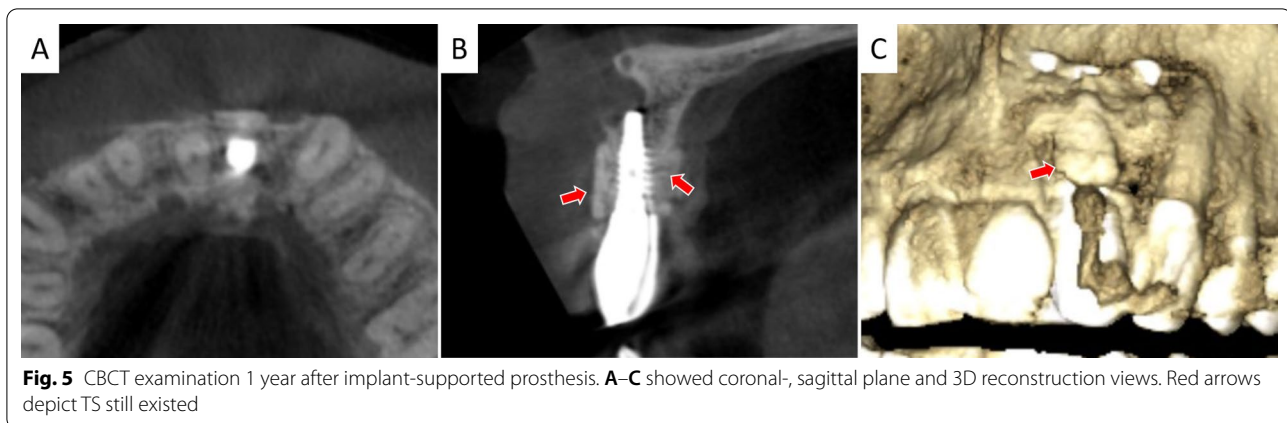 A
B
C
Fig. 5 CBCT examination 1 year after implant-supported prosthesis. A–C showed coronal-, sagittal plane and 3D reconstruction views. Red arrows
depict TS still existed